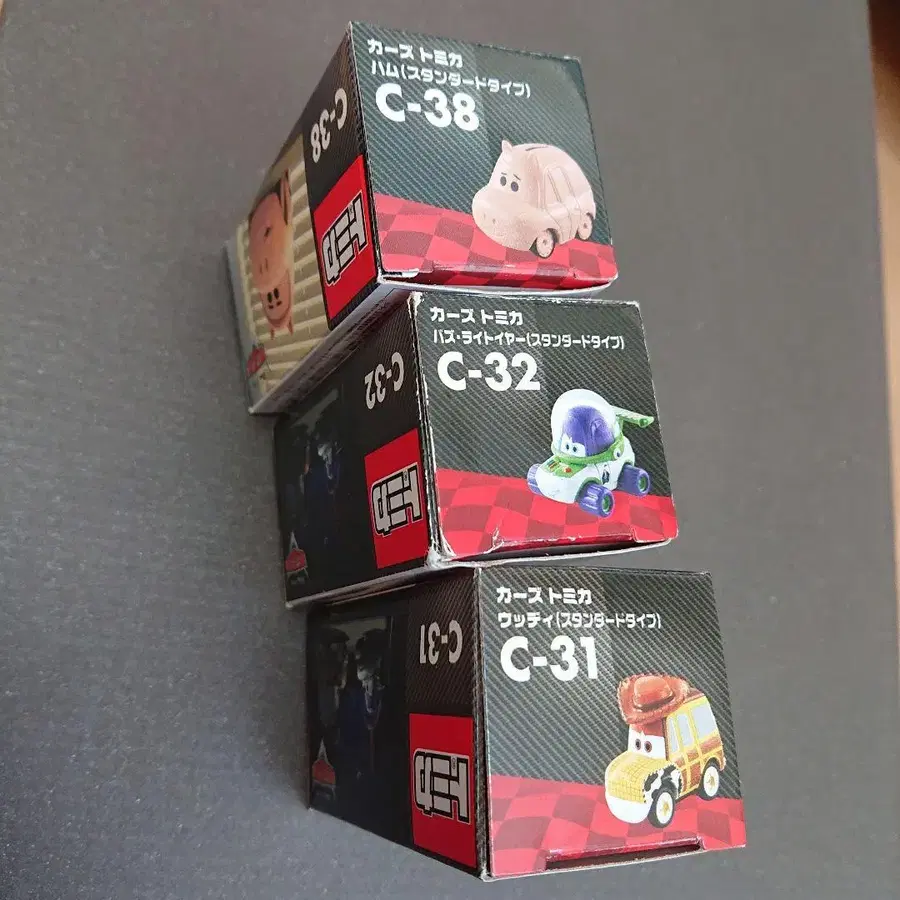 カーズ トミカ
ハム(スタンダードタイプ)
C-38
C-38
トミカ
カーズ トミカ
バズ・ライトイヤー(スタンダードタイプ)
C-32
C-32
トミカ
カーズ トミカ
ウッディ(スタンダードタイプ)
C-31
C-31
トミカ